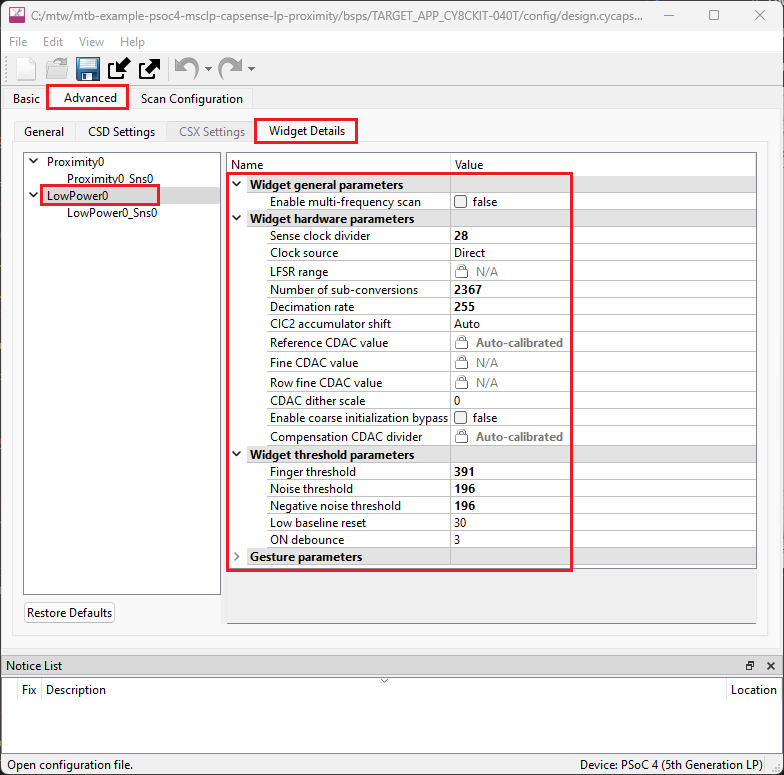 C:/mtw/mtb-example-psoc4-msclp-capsense-lp-proximity/bsps/TARGET_APP_CY8CKIT-040T/config/design.cycaps...
File Edit View Help
Basic Advanced Scan Configuration
General CSD Settings CSX Settings Widget Details
Proximity0
Proximity0_Sns0
LowPower0
LowPower0_Sns0
Restore Defaults
Name Value
Widget general parameters
Enable multi-frequency scan false
Widget hardware parameters
Sense clock divider 28
Clock source Direct
LFSR range N/A
Number of sub-conversions 2367
Decimation rate 255
CIC2 accumulator shift Auto
Reference CDAC value Auto-calibrated
Fine CDAC value N/A
Row fine CDAC value N/A
CDAC dither scale 0
Enable coarse initialization bypass false
Compensation CDAC divider Auto-calibrated
Widget threshold parameters
Finger threshold 391
Noise threshold 196
Negative noise threshold 196
Low baseline reset 30
ON debounce 3
Gesture parameters
Notice List
Fix Description Location
Open configuration file. Device: PSoC 4 (5th Generation LP)